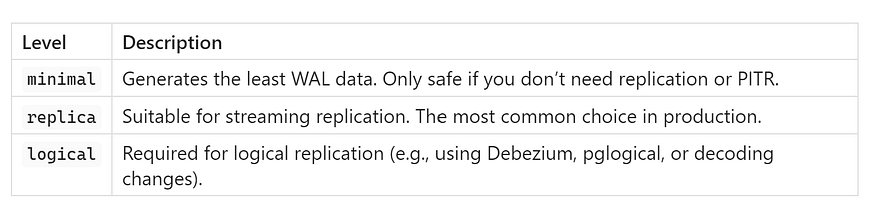 Level Description
minimal Generates the least WAL data. Only safe if you don’t need replication or PITR.
replica Suitable for streaming replication. The most common choice in production.
logical Required for logical replication (e.g., using Debezium, pglogical, or decoding
changes).